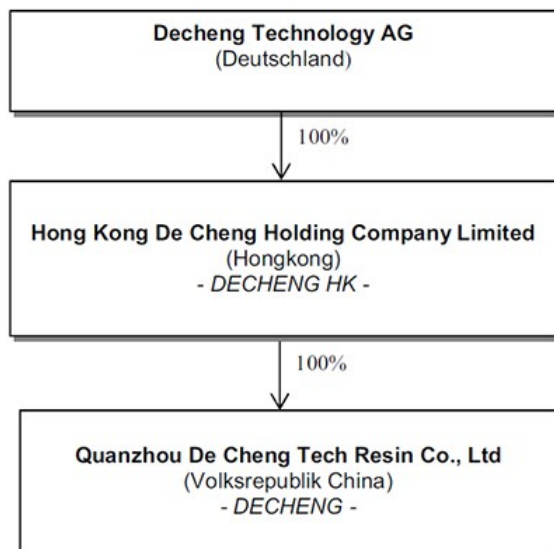 Decheng Technology AG
(Deutschland)
100%
Hong Kong De Cheng Holding Company Limited
(Hongkong)
- DECHENG HK -
100%
Quanzhou De Cheng Tech Resin Co., Ltd
(Volksrepublik China)
- DECHENG -